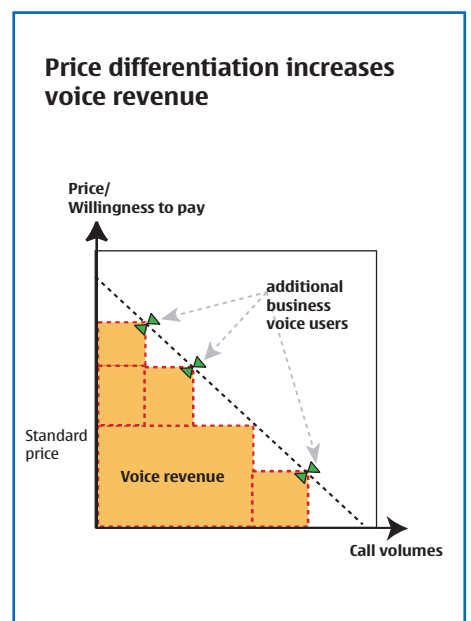 Price differentiation increases
voice revenue
Price/
Willingness to pay
additional
business
voice users
Standard
price
Voice revenue
Call volumes